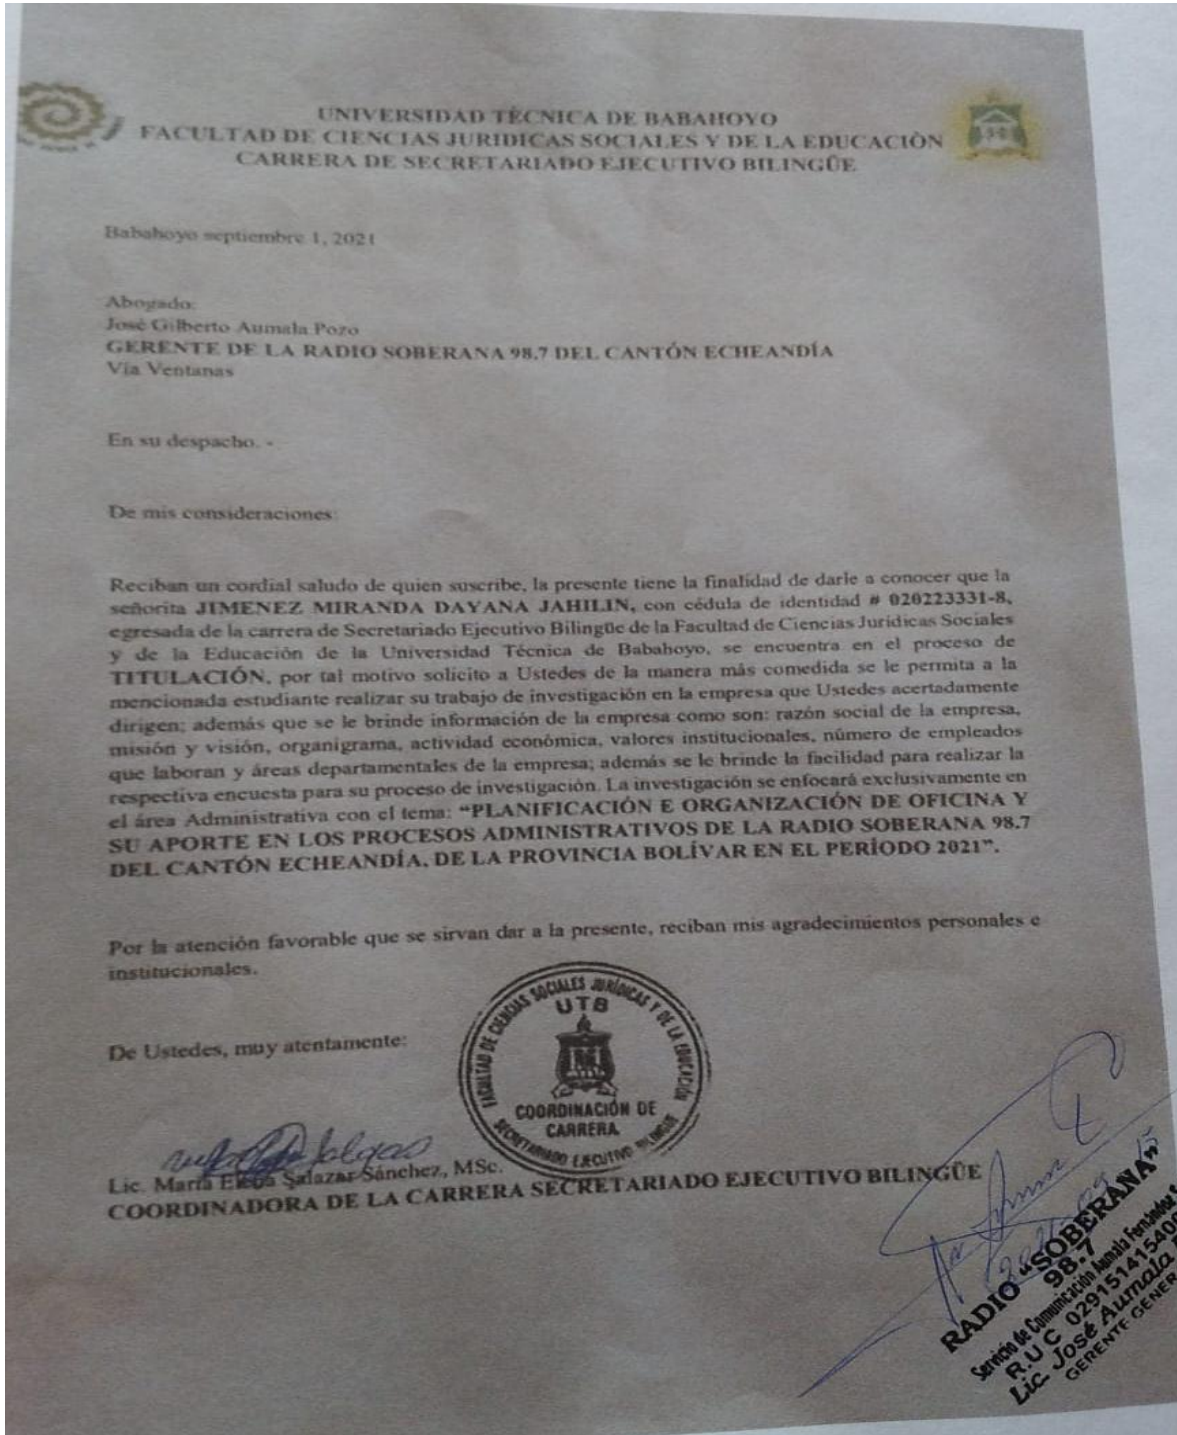 UNIVERSIDAD TÉCNICA DE BABAHOYO
FACULTAD DE CIENCIAS JURIDICAS SOCIALES Y DE LA EDUCACIÒN
CARRERA DE SECRETARIADO EJECUTIVO BILINGÜE
Babahoyo septiembre 1, 2021
Abogado:
José Gilberto Aumala Pozo
GERENTE DE LA RADIO SOBERANA 98.7 DEL CANTÓN ECHEANDÍA
Vía Ventanas
En su despacho. -
De mis consideraciones:
Reciban un cordial saludo de quien suscribe, la presente tiene la finalidad de darle a conocer que la
señorita JIMENEZ MIRANDA DAYANA JAHILIN, con cédula de identidad # 020223331-8,
egresada de la carrera de Secretariado Ejecutivo Bilingüe de la Facultad de Ciencias Jurídicas Sociales
y de la Educación de la Universidad Técnica de Babahoyo, se encuentra en el proceso de
TITULACIÓN, por tal motivo solicito a Ustedes de la manera más comedida se le permita a la
mencionada estudiante realizar su trabajo de investigación en la empresa que Ustedes acertadamente
dirigen; además que se le brinde información de la empresa como son: razón social de la empresa,
misión y visión, organigrama, actividad económica, valores institucionales, número de empleados
que laboran y áreas departamentales de la empresa; además se le brinde la facilidad para realizar la
respectiva encuesta para su proceso de investigación. La investigación se enfocará exclusivamente en
el área Administrativa con el tema: “PLANIFICACIÓN E ORGANIZACIÓN DE OFICINA Y
SU APORTE EN LOS PROCESOS ADMINISTRATIVOS DE LA RADIO SOBERANA 98.7
DEL CANTÓN ECHEANDÍA, DE LA PROVINCIA BOLÍVAR EN EL PERÍODO 2021”.
Por la atención favorable que se sirvan dar a la presente, reciban mis agradecimientos personales e
institucionales.
De Ustedes, muy atentamente:
FACULTAD DE CIENCIAS SOCIALES JURÍDICAS Y DE LA EDUCACIÓN
UTB
COORDINACIÓN DE
CARRERA
SECRETARIADO EJECUTIVO BILINGÜE
Lic. María Elena Salazar Sánchez, MSc.
COORDINADORA DE LA CARRERA SECRETARIADO EJECUTIVO BILINGÜE
RADIO "SOBERANA"
98.7
Servicio de Comunicación Aumala Fernández
R.U.C 0291514154001
Lic. José Aumala
GERENTE GENER